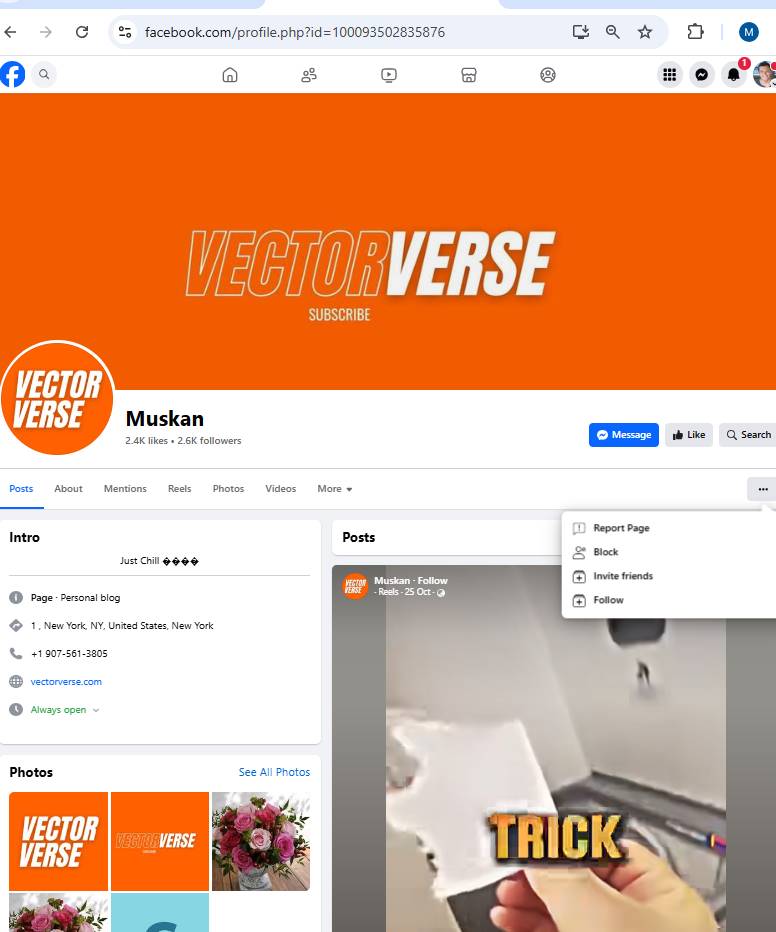 facebook.com/profile.php?id=100093502835876
M
1
VECTORVERSE
SUBSCRIBE
VECTOR
VERSE
Muskan
2.4K likes • 2.6K followers
Message
Like
Search
Posts
About
Mentions
Reels
Photos
Videos
More
Report Page
Block
Invite friends
Follow
Intro
Just Chill ����
Page · Personal blog
1 , New York, NY, United States, New York
+1 907-561-3805
vectorverse.com
Always open
Photos
See All Photos
VECTOR
VERSE
VECTORVERSE
Posts
VECTOR
VERSE
Muskan · Follow
· Reels · 25 Oct ·
TRICK